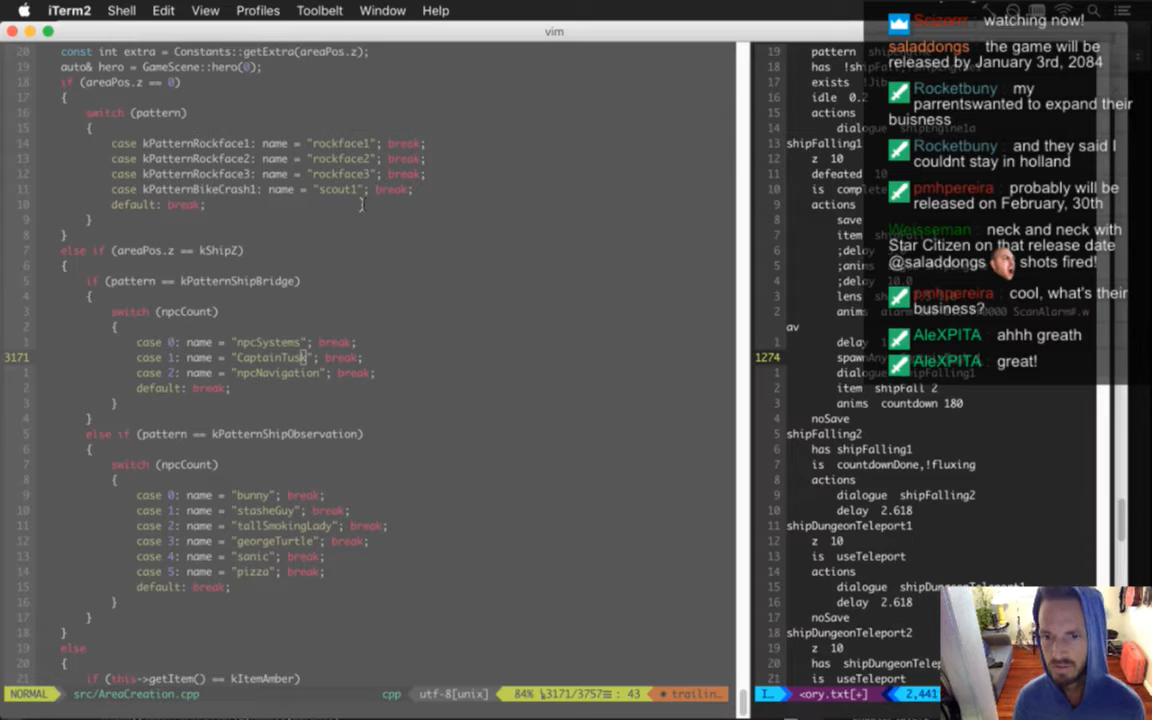 iTerm2 Shell Edit View Profiles Toolbelt Window Help
vim
20 const int extra = Constants::getExtra(areaPos.z);
19 auto& hero = GameScene::hero(0);
18 if (areaPos.z == 0)
17 {
16 switch (pattern)
15 {
14 case kPatternRockface1: name = "rockface1"; break;
13 case kPatternRockface2: name = "rockface2"; break;
12 case kPatternRockface3: name = "rockface3"; break;
11 case kPatternBikeCrash1: name = "scout1"; break;
10 default: break;
9 }
8 }
7 else if (areaPos.z == kShipZ)
6 {
5 if (pattern == kPatternShipBridge)
4 {
3 switch (npcCount)
2 {
1 case 0: name = "npcSystems"; break;
3171 case 1: name = "CaptainTusk"; break;
1 case 2: name = "npcNavigation"; break;
2 default: break;
3 }
4 }
5 else if (pattern == kPatternShipObservation)
6 {
7 switch (npcCount)
8 {
9 case 0: name = "bunny"; break;
10 case 1: name = "stasheGuy"; break;
11 case 2: name = "tallSmokingLady"; break;
12 case 3: name = "georgeTurtle"; break;
13 case 4: name = "sanic"; break;
14 case 5: name = "pizza"; break;
15 default: break;
16 }
17 }
18 }
19 else
20 {
21 if (this->getItem() == kItemAmber)
NORMAL src/AreaCreation.cpp cpp utf-8[unix] 84% 3171/3757 : 43 trailin…
19 pattern
18 has
17 exists
16 idle 0.2
15 actions
14 dialogue shipEngine1a
13 shipFalling1
12 z 10
11 defeated
10 is
9 actions
8 save
7 item
6 ;delay
5 ;anim
4 ;delay 10.0
3 lens
2 anims ScanAlarm#.w
av
1 delay
1274
1 dialogue
2 item shipFall 2
3 anims countdown 180
4 noSave
5 shipFalling2
6 has shipFalling1
7 is countdownDone,!fluxing
8 actions
9 dialogue shipFalling2
10 delay 2.618
11 shipDungeonTeleport1
12 z 10
13 is useTeleport
14 actions
15 dialogue shipDungeonTeleport1
16 delay 2.618
17 noSave
18 shipDungeonTeleport2
19 z 10
20 has
21 is useTeleport
I… <ory.txt[+] 2,441
Scizorr watching now!
saladdongs the game will be
released by January 3rd, 2084
Rocketbuny my
parrentswanted to expand their
buisness
Rocketbuny and they said I
couldnt stay in holland
pmhpereira probably will be
released on February, 30th
Weisseman neck and neck with
Star Citizen on that release date
@saladdongs shots fired!
pmhpereira cool, what's their
business?
AleXPITA ahhh greath
AleXPITA great!